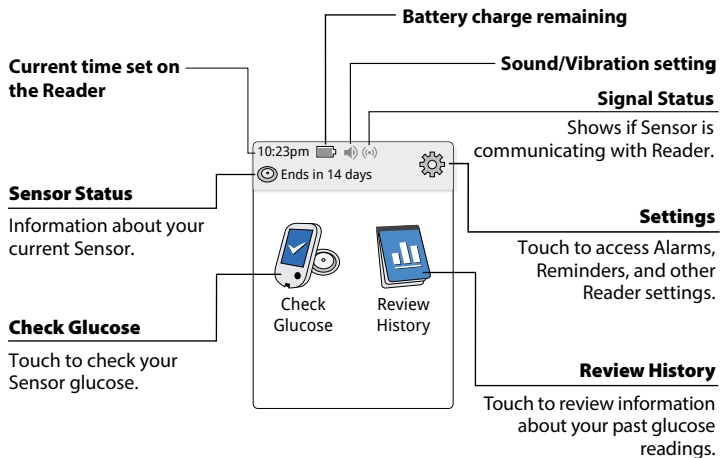 Battery charge remaining
Current time set on
the Reader
Sound/Vibration setting
Signal Status
Shows if Sensor is
communicating with Reader.
10:23pm
Ends in 14 days
Sensor Status
Information about your
current Sensor.
Settings
Touch to access Alarms,
Reminders, and other
Reader settings.
Check
Glucose
Review
History
Check Glucose
Touch to check your
Sensor glucose.
Review History
Touch to review information
about your past glucose
readings.